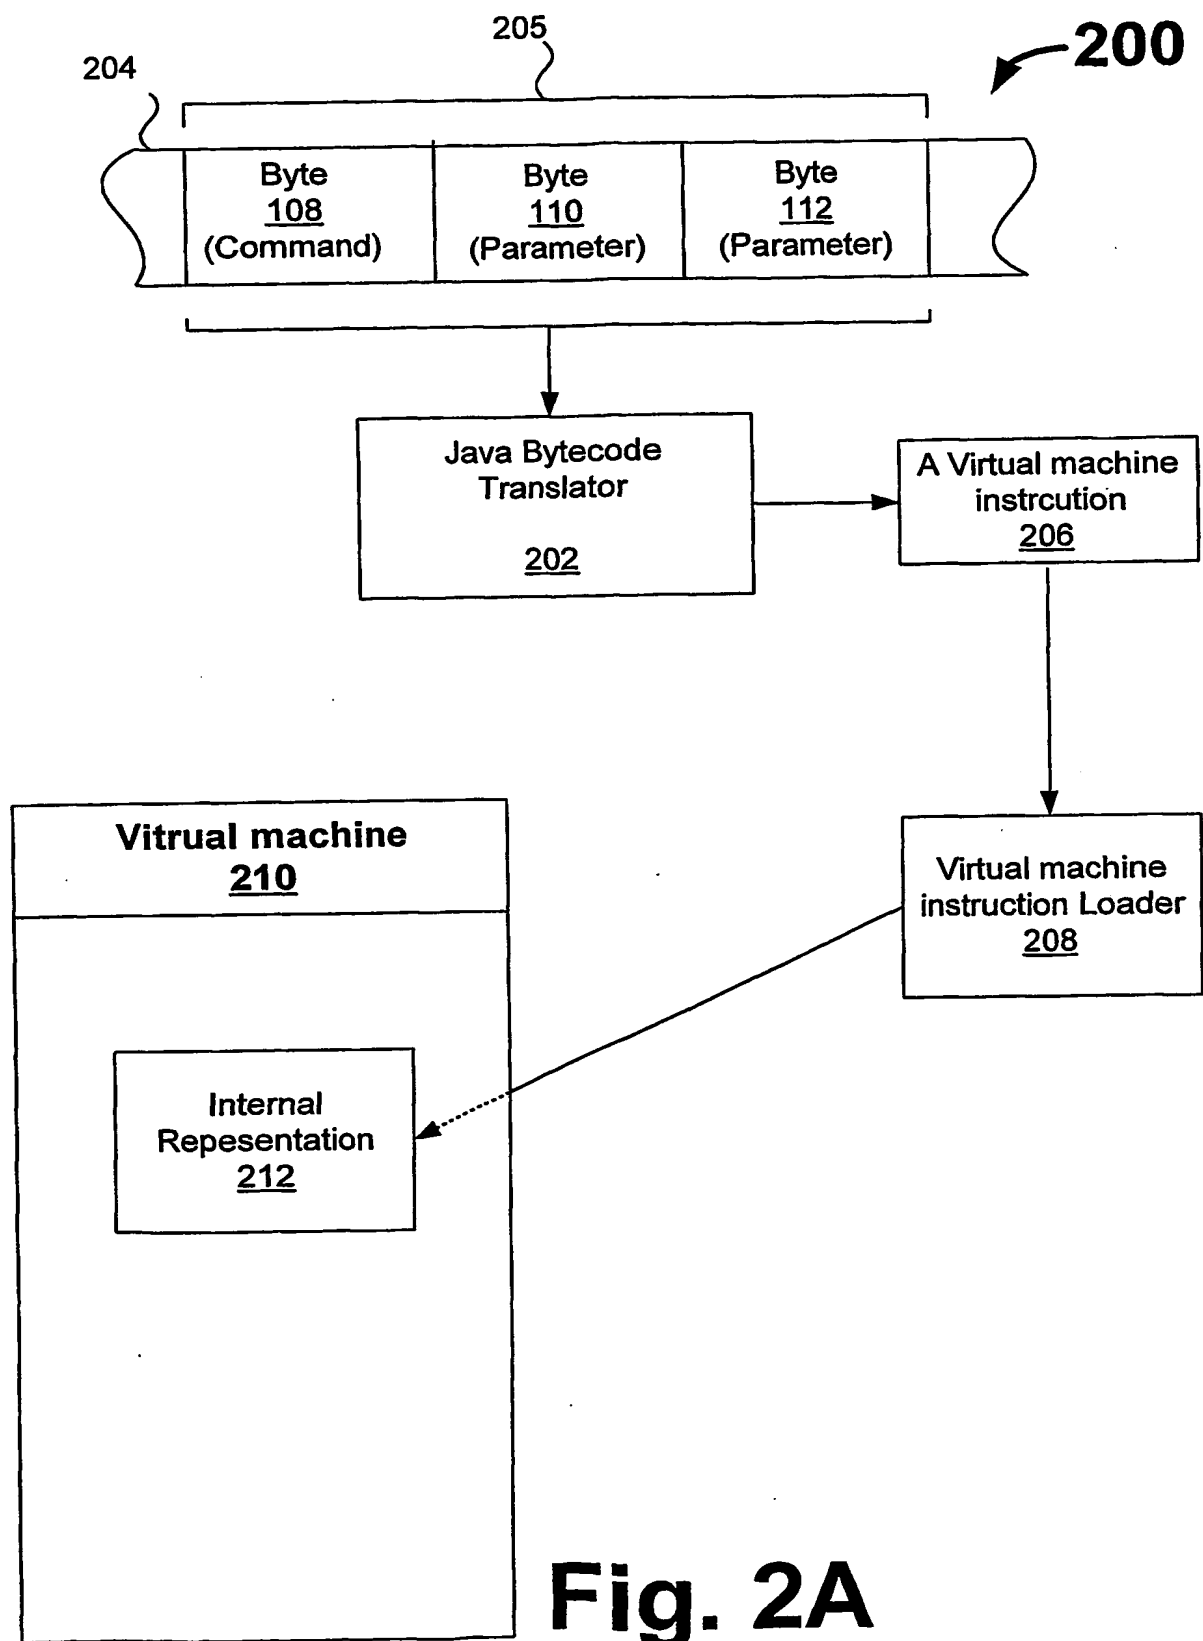 205
200
204
Byte
108
(Command)
Byte
110
(Parameter)
Byte
112
(Parameter)
Java Bytecode
Translator
202
A Virtual machine
instrcution
206
Vitrual machine
210
Virtual machine
instruction Loader
208
Internal
Repesentation
212
Fig. 2A